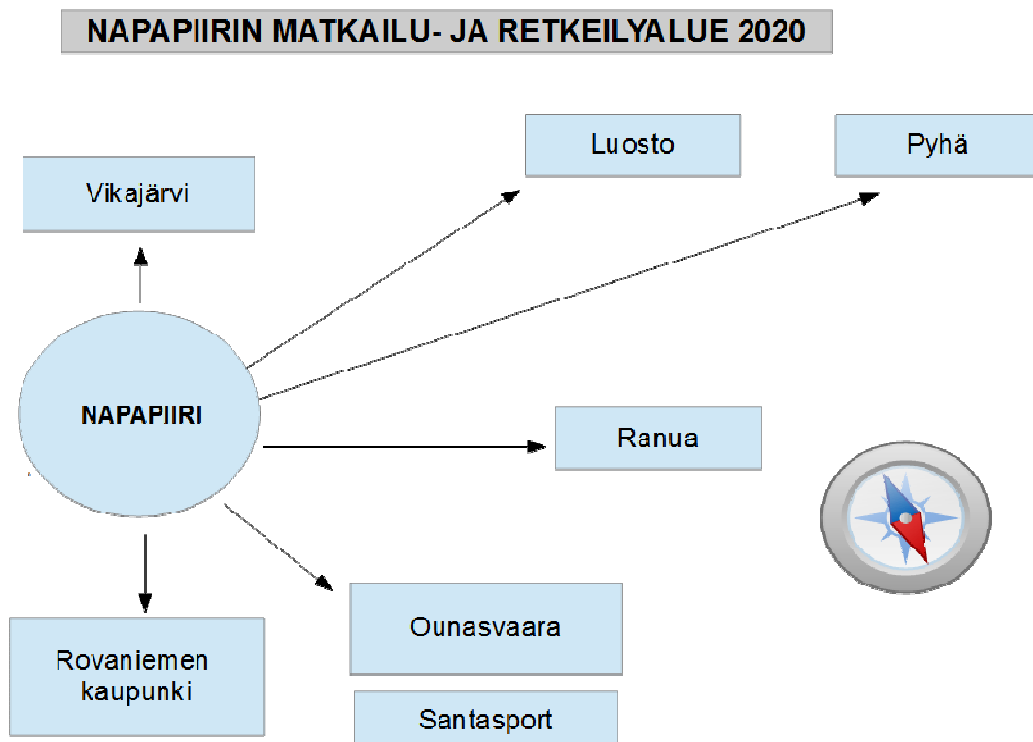 NAPAPIIRIN MATKAILU- JA RETKEILYALUE 2020
Luosto
Pyhä
Vikajärvi
NAPAPIIRI
Ranua
Ounasvaara
Rovaniemen
kaupunki
Santasport